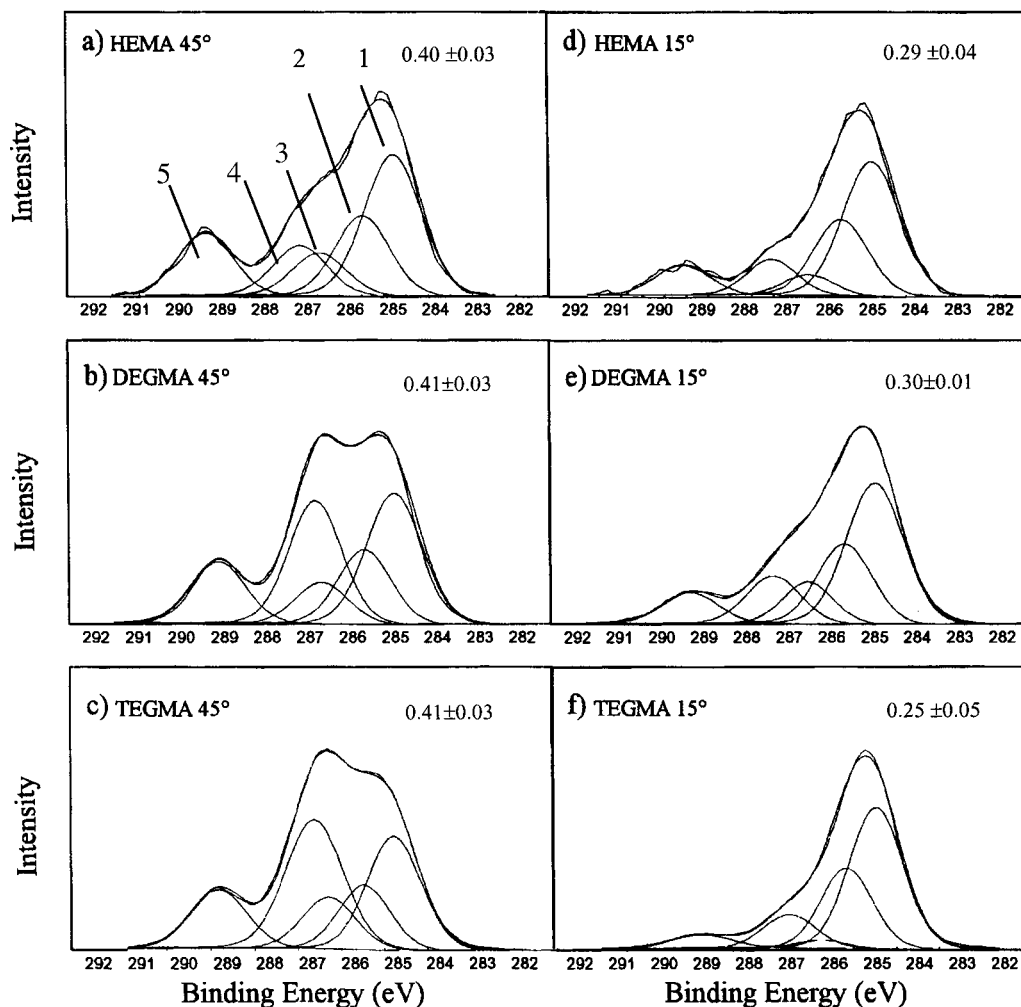 a) HEMA 45°
0.40 ±0.03
1
2
3
4
5
Intensity
292 291 290 289 288 287 286 285 284 283 282
d) HEMA 15°
0.29 ±0.04
292 291 290 289 288 287 286 285 284 283 282
b) DEGMA 45°
0.41±0.03
Intensity
292 291 290 289 288 287 286 285 284 283 282
e) DEGMA 15°
0.30±0.01
292 291 290 289 288 287 286 285 284 283 282
c) TEGMA 45°
0.41±0.03
Intensity
292 291 290 289 288 287 286 285 284 283 282
Binding Energy (eV)
f) TEGMA 15°
0.25 ±0.05
292 291 290 289 288 287 286 285 284 283 282
Binding Energy (eV)